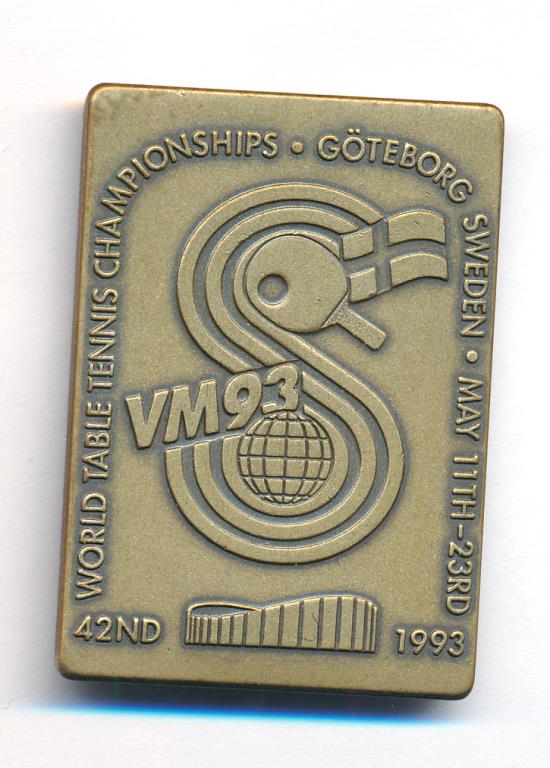 42ND WORLD TABLE TENNIS CHAMPIONSHIPS • GÖTEBORG SWEDEN • MAY 11TH-23RD 1993
VM93